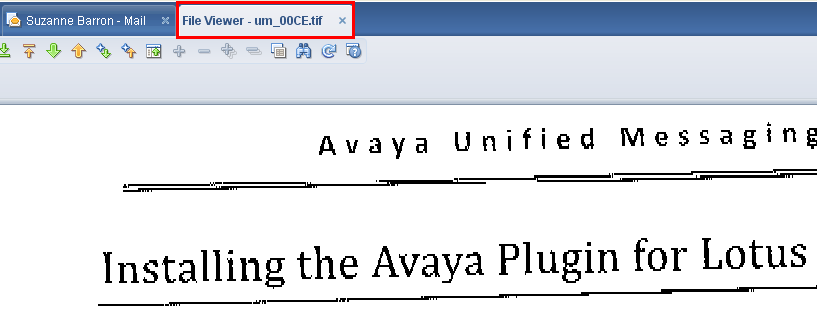 Suzanne Barron - Mail
File Viewer - um_00CE.tif
Avaya Unified Messaging
Installing the Avaya Plugin for Lotus